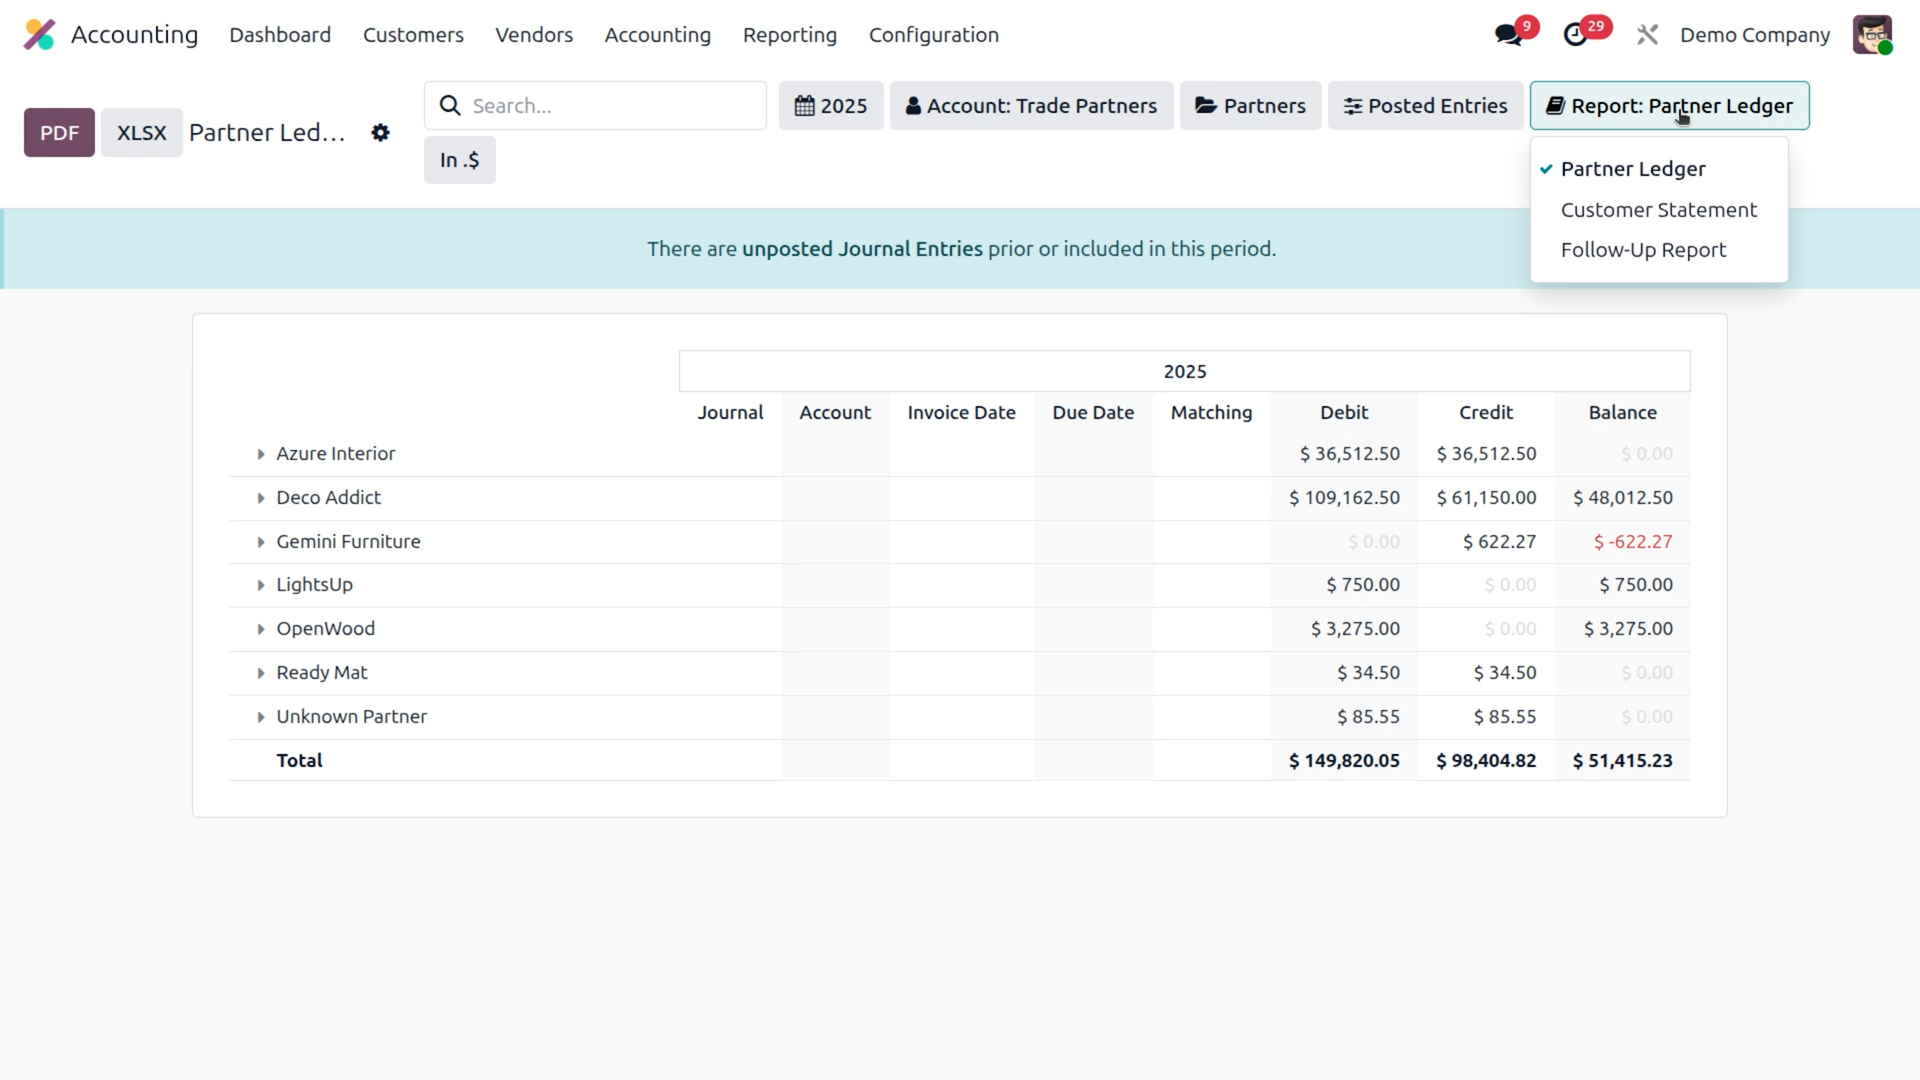 Accounting Dashboard Customers Vendors Accounting Reporting Configuration 9 29 Demo Company
PDF XLSX Partner Led...
Search... 2025 Account: Trade Partners Partners Posted Entries Report: Partner Ledger
In .$
Partner Ledger
Customer Statement
Follow-Up Report
There are unposted Journal Entries prior or included in this period.
2025
Journal Account Invoice Date Due Date Matching Debit Credit Balance
Azure Interior $ 36,512.50 $ 36,512.50 $ 0.00
Deco Addict $ 109,162.50 $ 61,150.00 $ 48,012.50
Gemini Furniture $ 0.00 $ 622.27 $ -622.27
LightsUp $ 750.00 $ 0.00 $ 750.00
OpenWood $ 3,275.00 $ 0.00 $ 3,275.00
Ready Mat $ 34.50 $ 34.50 $ 0.00
Unknown Partner $ 85.55 $ 85.55 $ 0.00
Total $ 149,820.05 $ 98,404.82 $ 51,415.23